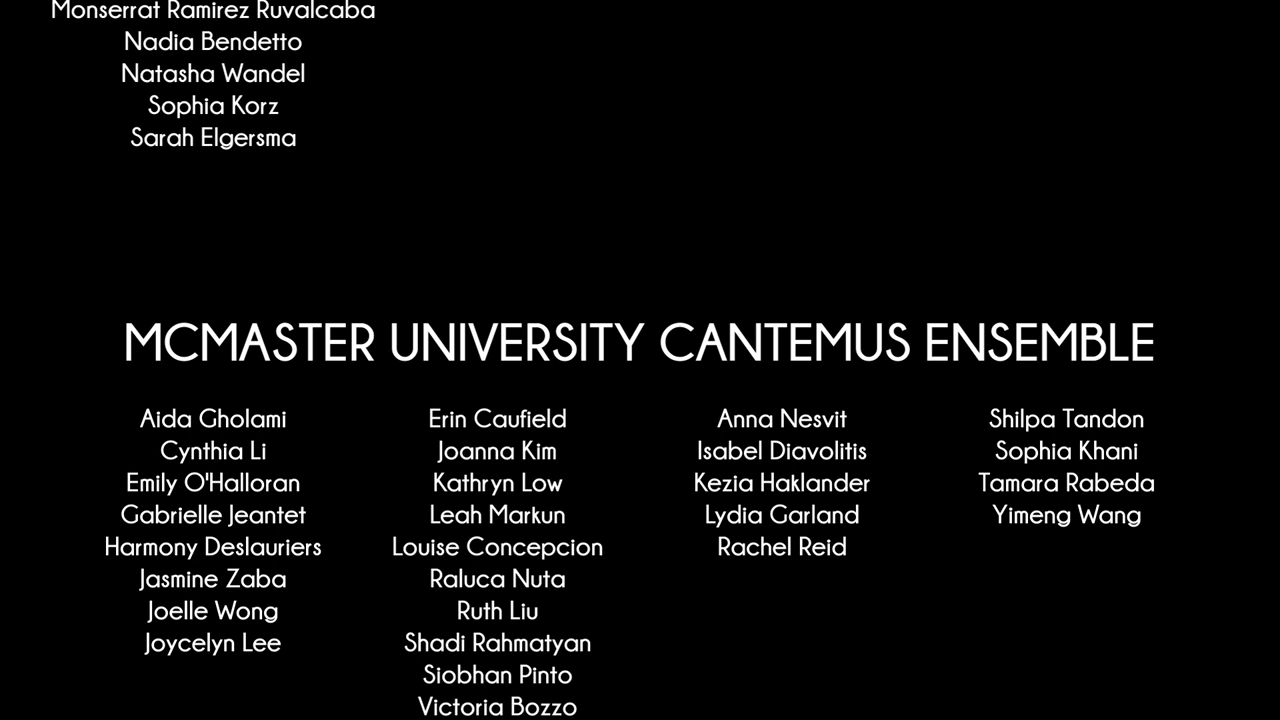 Monserrat Ramirez Ruvalcaba
Nadia Bendetto
Natasha Wandel
Sophia Korz
Sarah Elgersma
MCMASTER UNIVERSITY CANTEMUS ENSEMBLE
Aida Gholami
Cynthia Li
Emily O'Halloran
Gabrielle Jeantet
Harmony Deslauriers
Jasmine Zaba
Joelle Wong
Joycelyn Lee
Erin Caufield
Joanna Kim
Kathryn Low
Leah Markun
Louise Concepcion
Raluca Nuta
Ruth Liu
Shadi Rahmatyan
Siobhan Pinto
Victoria Bozzo
Anna Nesvit
Isabel Diavolitis
Kezia Haklander
Lydia Garland
Rachel Reid
Shilpa Tandon
Sophia Khani
Tamara Rabeda
Yimeng Wang